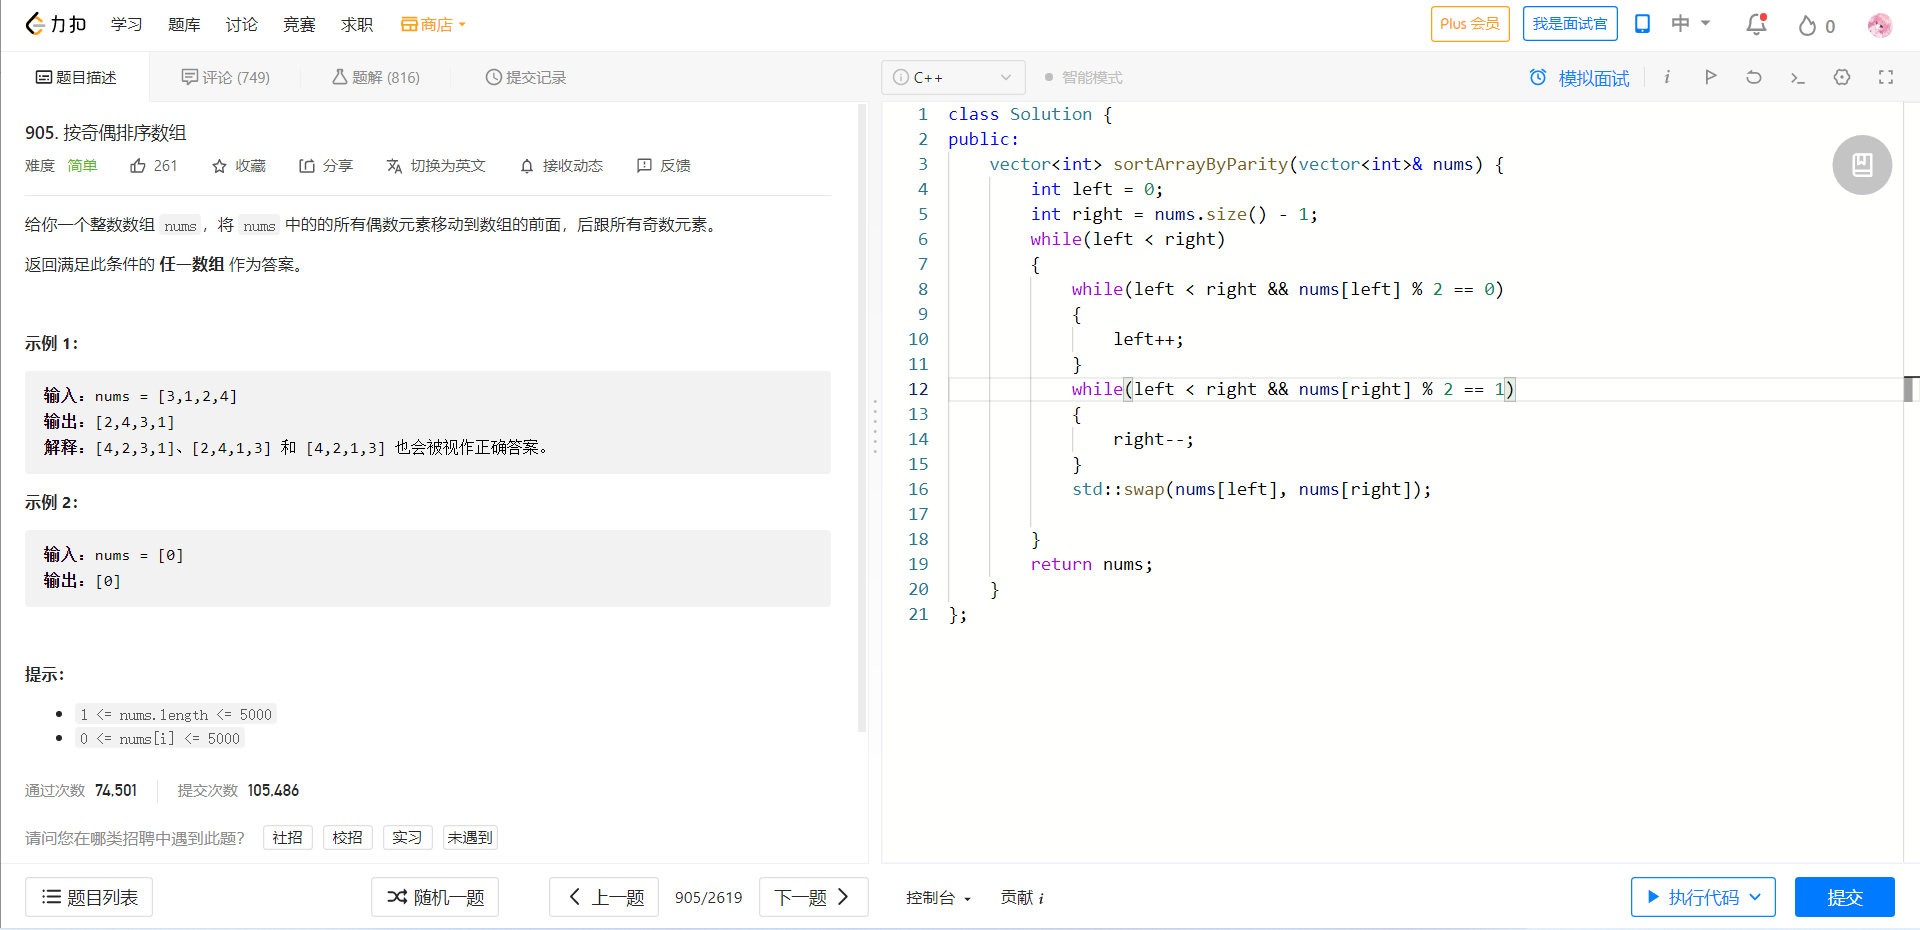 力扣 学习 题库 讨论 竞赛 求职 商店 Plus 会员 我是面试官 中 0
题目描述 评论 (749) 题解 (816) 提交记录
C++ 智能模式 模拟面试
905. 按奇偶排序数组
难度 简单 261 收藏 分享 切换为英文 接收动态 反馈
给你一个整数数组 nums，将 nums 中的的所有偶数元素移动到数组的前面，后跟所有奇数元素。
返回满足此条件的 任一数组 作为答案。
示例 1：
输入：nums = [3,1,2,4]
输出：[2,4,3,1]
解释：[4,2,3,1]、[2,4,1,3] 和 [4,2,1,3] 也会被视作正确答案。
示例 2：
输入：nums = [0]
输出：[0]
提示：
1 <= nums.length <= 5000
0 <= nums[i] <= 5000
通过次数 74,501 提交次数 105,486
请问您在哪类招聘中遇到此题？ 社招 校招 实习 未遇到
1 class Solution {
2 public:
3     vector<int> sortArrayByParity(vector<int>& nums) {
4         int left = 0;
5         int right = nums.size() - 1;
6         while(left < right)
7         {
8             while(left < right && nums[left] % 2 == 0)
9             {
10                 left++;
11             }
12             while(left < right && nums[right] % 2 == 1)
13             {
14                 right--;
15             }
16             std::swap(nums[left], nums[right]);
17
18         }
19         return nums;
20     }
21 };
题目列表 随机一题 上一题 905/2619 下一题 控制台 贡献 i 执行代码 提交